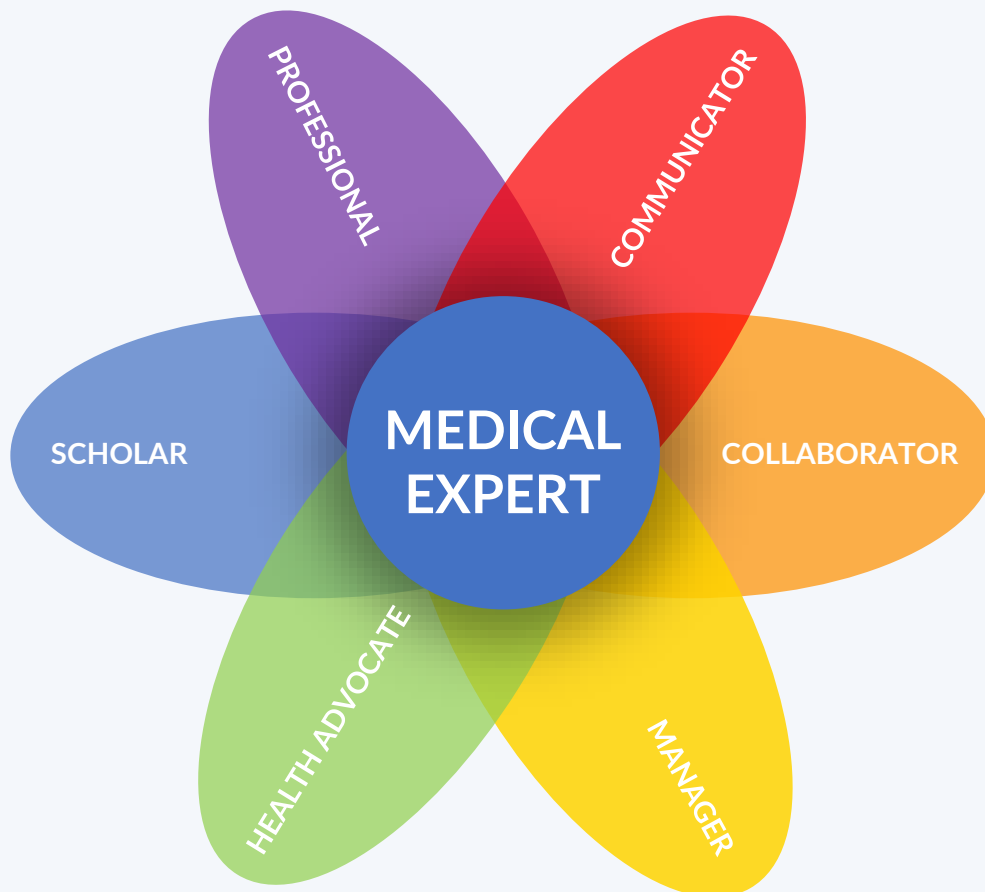 PROFESSIONAL
COMMUNICATOR
SCHOLAR
MEDICAL
EXPERT
COLLABORATOR
HEALTH ADVOCATE
MANAGER